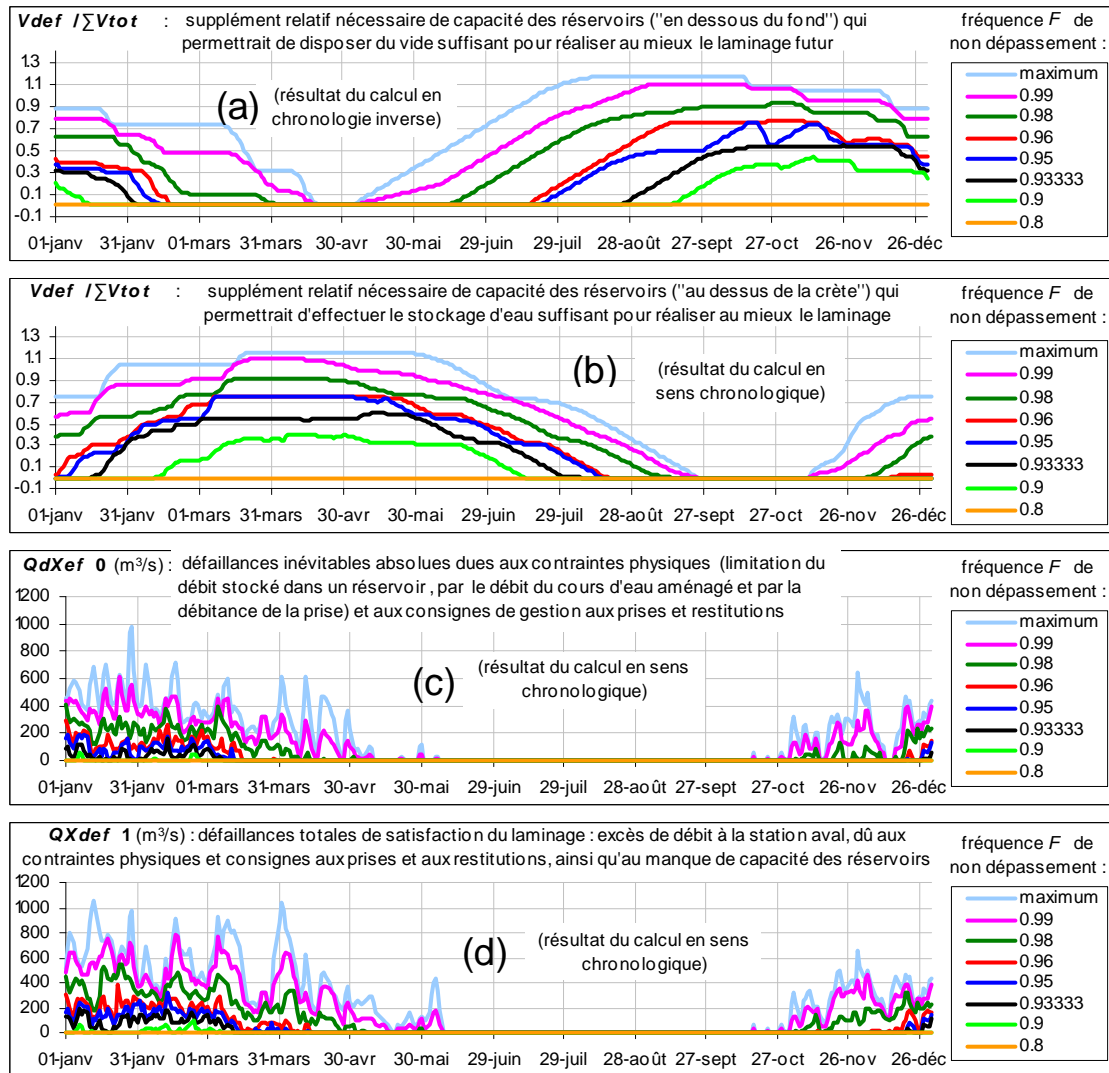 Vdef /∑Vtot : supplément relatif nécessaire de capacité des réservoirs ("en dessous du fond") qui
permettrait de disposer du vide suffisant pour réaliser au mieux le laminage futur
fréquence F de
non dépassement :
1.3
1.1
0.9
0.7
0.5
0.3
0.1
-0.1
(a)
(résultat du calcul en
chronologie inverse)
01-janv 31-janv 01-mars 31-mars 30-avr 30-mai 29-juin 29-juil 28-août 27-sept 27-oct 26-nov 26-déc
maximum
0.99
0.98
0.96
0.95
0.93333
0.9
0.8
Vdef /∑Vtot : supplément relatif nécessaire de capacité des réservoirs ("au dessus de la crète") qui
permettrait d'effectuer le stockage d'eau suffisant pour réaliser au mieux le laminage
fréquence F de
non dépassement :
1.3
1.1
0.9
0.7
0.5
0.3
0.1
-0.1
(b)
(résultat du calcul en
sens chronologique)
01-janv 31-janv 01-mars 31-mars 30-avr 30-mai 29-juin 29-juil 28-août 27-sept 27-oct 26-nov 26-déc
maximum
0.99
0.98
0.96
0.95
0.93333
0.9
0.8
QdXef 0 (m³/s) : défaillances inévitables absolues dues aux contraintes physiques (limitation du
débit stocké dans un réservoir , par le débit du cours d'eau aménagé et par la
débitance de la prise) et aux consignes de gestion aux prises et restitutions
fréquence F de
non dépassement :
1200
1000
800
600
400
200
0
(c)
(résultat du calcul en sens
chronologique)
01-janv 31-janv 01-mars 31-mars 30-avr 30-mai 29-juin 29-juil 28-août 27-sept 27-oct 26-nov 26-déc
maximum
0.99
0.98
0.96
0.95
0.93333
0.9
0.8
QXdef 1 (m³/s) : défaillances totales de satisfaction du laminage : excès de débit à la station aval, dû aux
contraintes physiques et consignes aux prises et aux restitutions, ainsi qu'au manque de capacité des réservoirs
fréquence F de
non dépassement :
1200
1000
800
600
400
200
0
(d)
(résultat du calcul en sens
chronologique)
01-janv 31-janv 01-mars 31-mars 30-avr 30-mai 29-juin 29-juil 28-août 27-sept 27-oct 26-nov 26-déc
maximum
0.99
0.98
0.96
0.95
0.93333
0.9
0.8